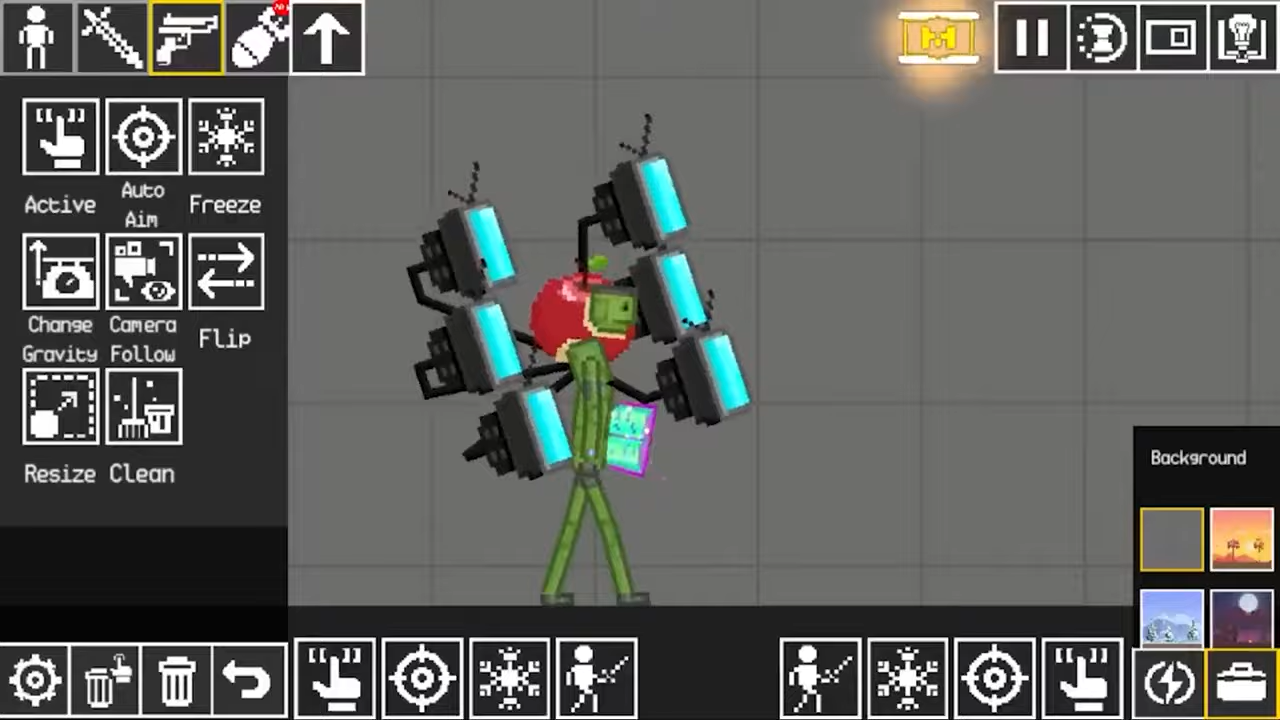 Active
Auto
Aim
Freeze
Change
Gravity
Camera
Follow
Flip
Resize
Clean
Background